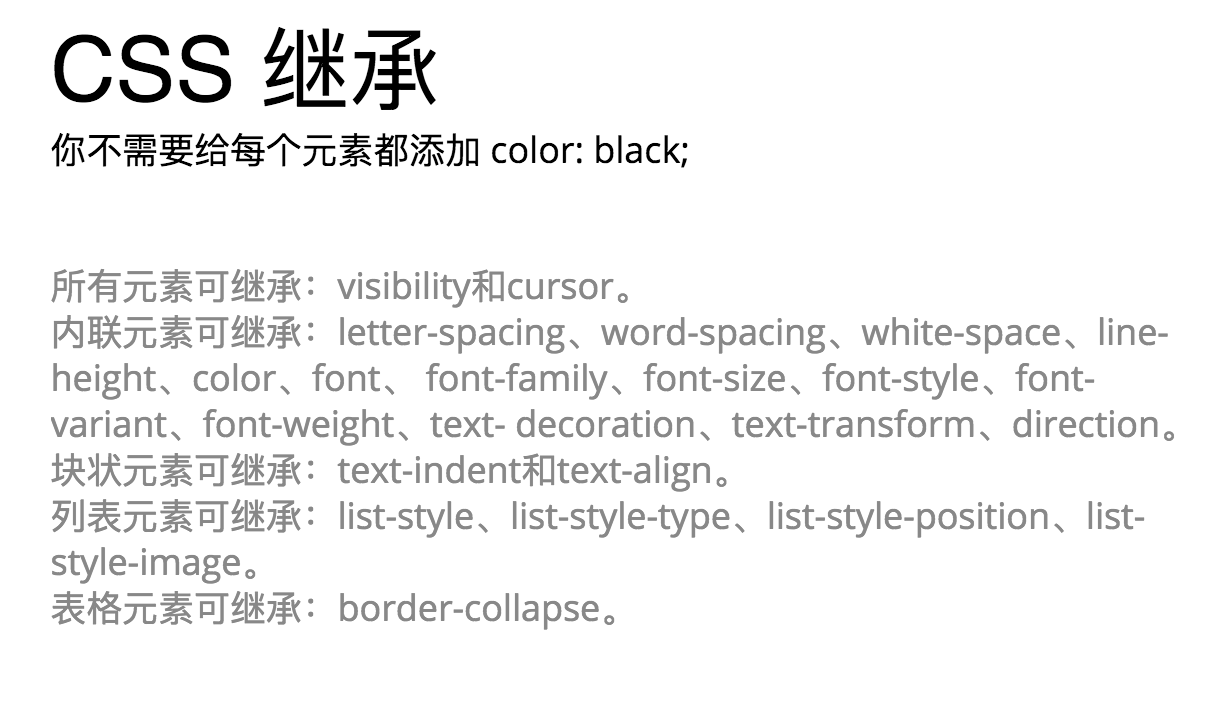 CSS 继承
你不需要给每个元素都添加 color: black;
所有元素可继承：visibility和cursor。
内联元素可继承：letter-spacing、word-spacing、white-space、line-
height、color、font、 font-family、font-size、font-style、font-
variant、font-weight、text- decoration、text-transform、direction。
块状元素可继承：text-indent和text-align。
列表元素可继承：list-style、list-style-type、list-style-position、list-
style-image。
表格元素可继承：border-collapse。